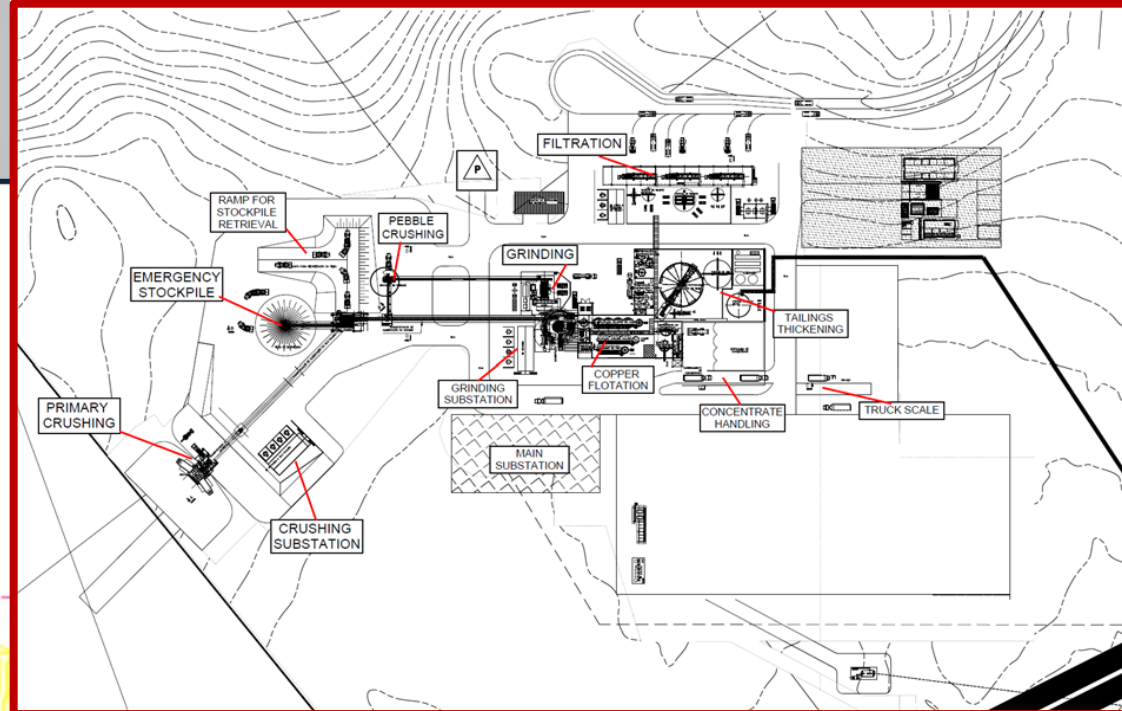 FILTRATION
P
RAMP FOR
STOCKPILE
RETRIEVAL
PEBBLE
CRUSHING
GRINDING
EMERGENCY
STOCKPILE
TAILINGS
THICKENING
GRINDING
SUBSTATION
COPPER
FLOTATION
CONCENTRATE
HANDLING
TRUCK SCALE
PRIMARY
CRUSHING
MAIN
SUBSTATION
CRUSHING
SUBSTATION